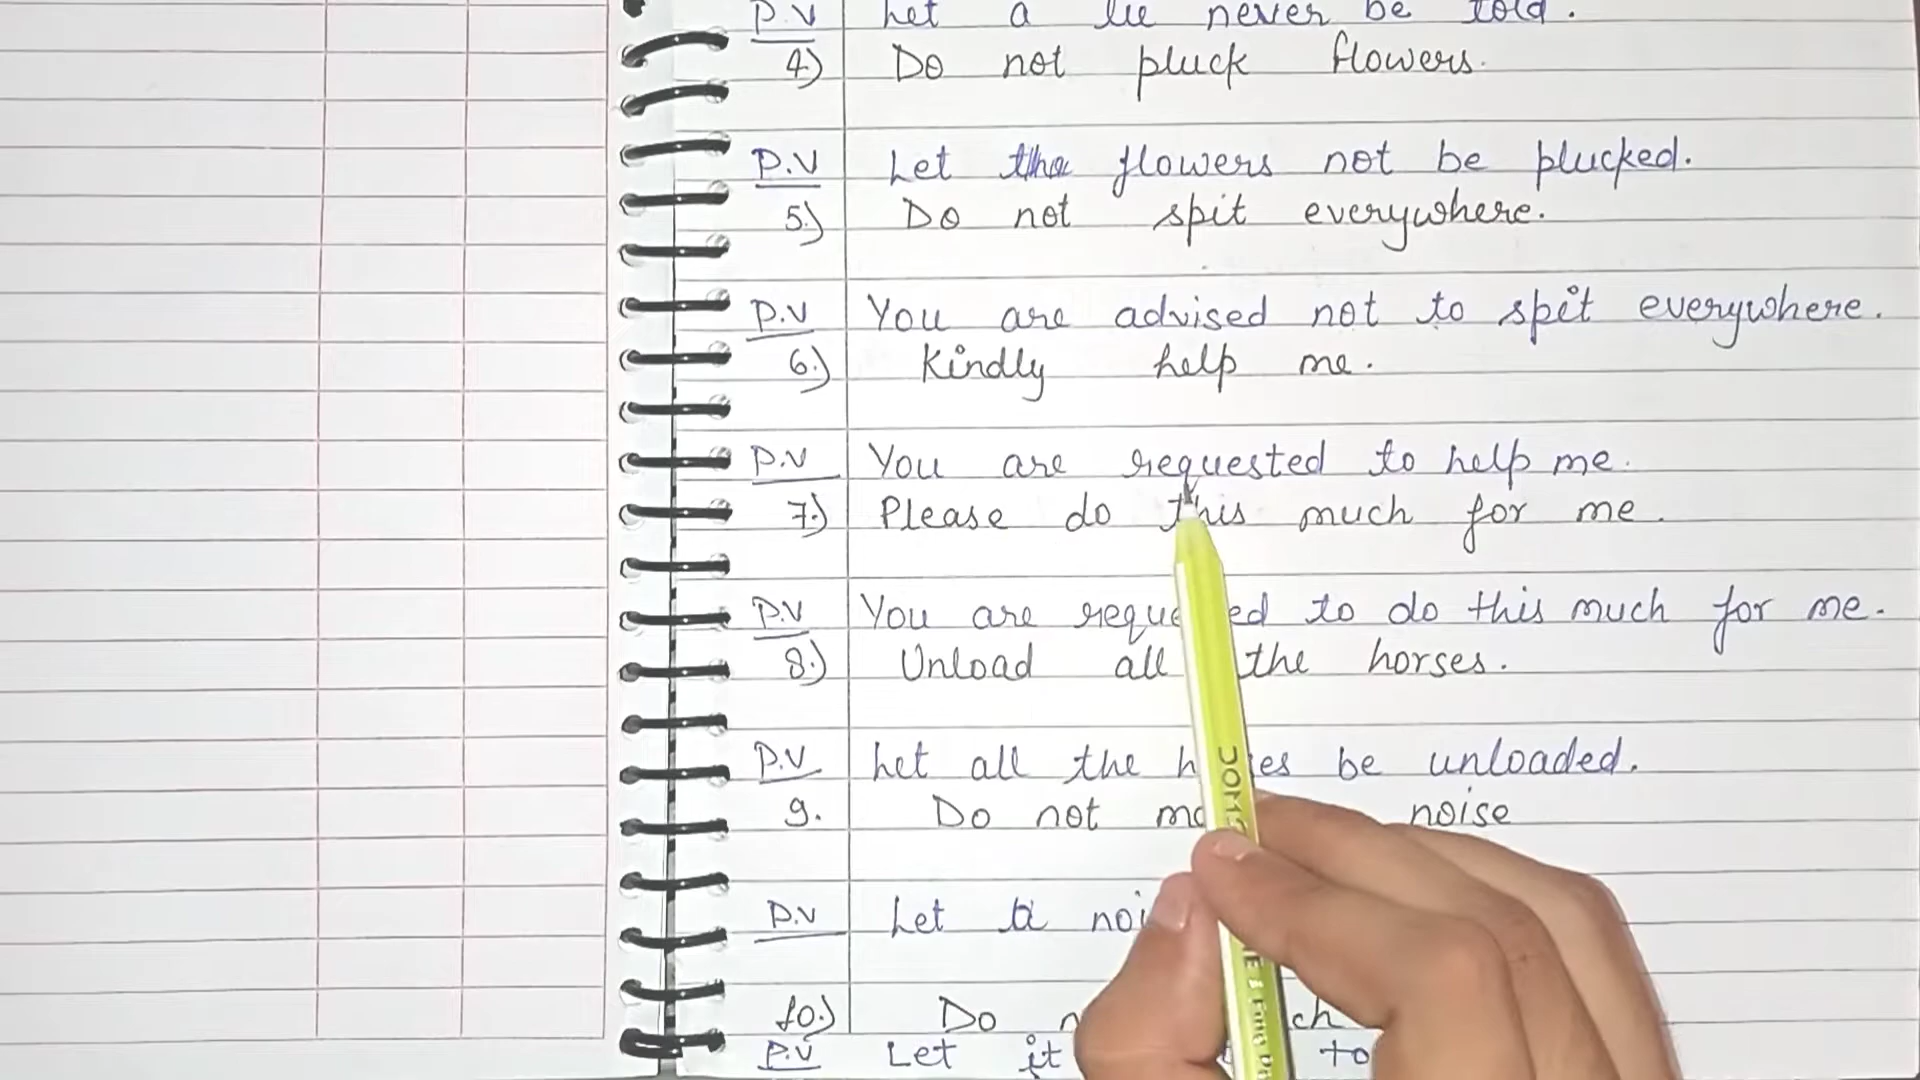 P.V Let a lie never be told.
4) Do not pluck flowers.
P.V Let the flowers not be plucked.
5.) Do not spit everywhere.
P.V You are advised not to spit everywhere.
6.) Kindly help me.
P.V You are requested to help me.
7.) Please do this much for me.
P.V You are to do this much for me.
8.) Unload all the horses.
P.V Let all the be unloaded.
9. Do not noise
P.V Let a
10.) Do
P.V Let it to
DOMS